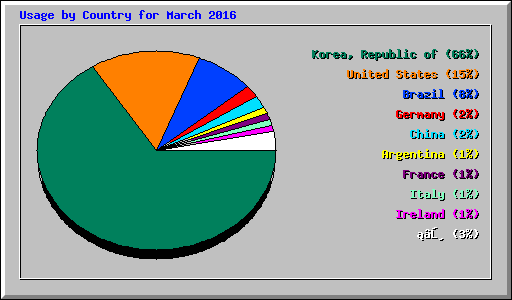 Usage by Country for March 2016
Korea, Republic of (66%)
United States (15%)
Brazil (8%)
Germany (2%)
China (2%)
Argentina (1%)
France (1%)
Italy (1%)
Ireland (1%)
(3%)